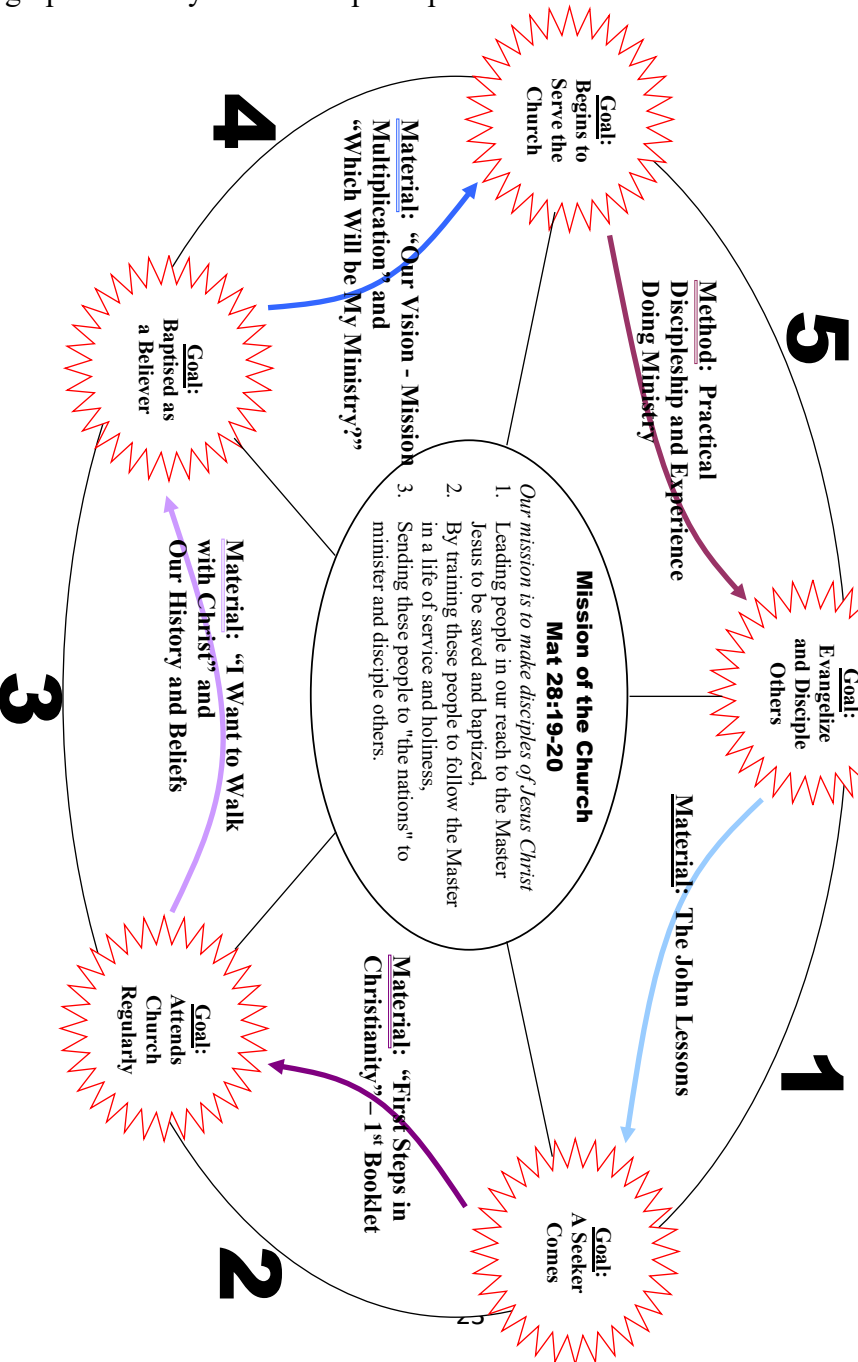 Goal:
Evangelize
and Disciple
Others
5
1
Method: Practical
Discipleship and Experience
Doing Ministry
Material: The John Lessons
Goal:
Begins to
Serve the
Church
Mission of the Church
Mat 28:19-20
Our mission is to make disciples of Jesus Christ
1. Leading people in our reach to the Master
Jesus to be saved and baptized,
2. By training these people to follow the Master
in a life of service and holiness,
3. Sending these people to "the nations" to
minister and disciple others.
Goal:
A Seeker
Comes
Material: “Our Vision - Mission
Multiplication” and
“Which Will be My Ministry?”
Material: “First Steps in
Christianity” – 1st Booklet
4
2
Goal:
Baptised as
a Believer
Material: “I Want to Walk
with Christ” and
Our History and Beliefs
Goal:
Attends
Church
Regularly
3